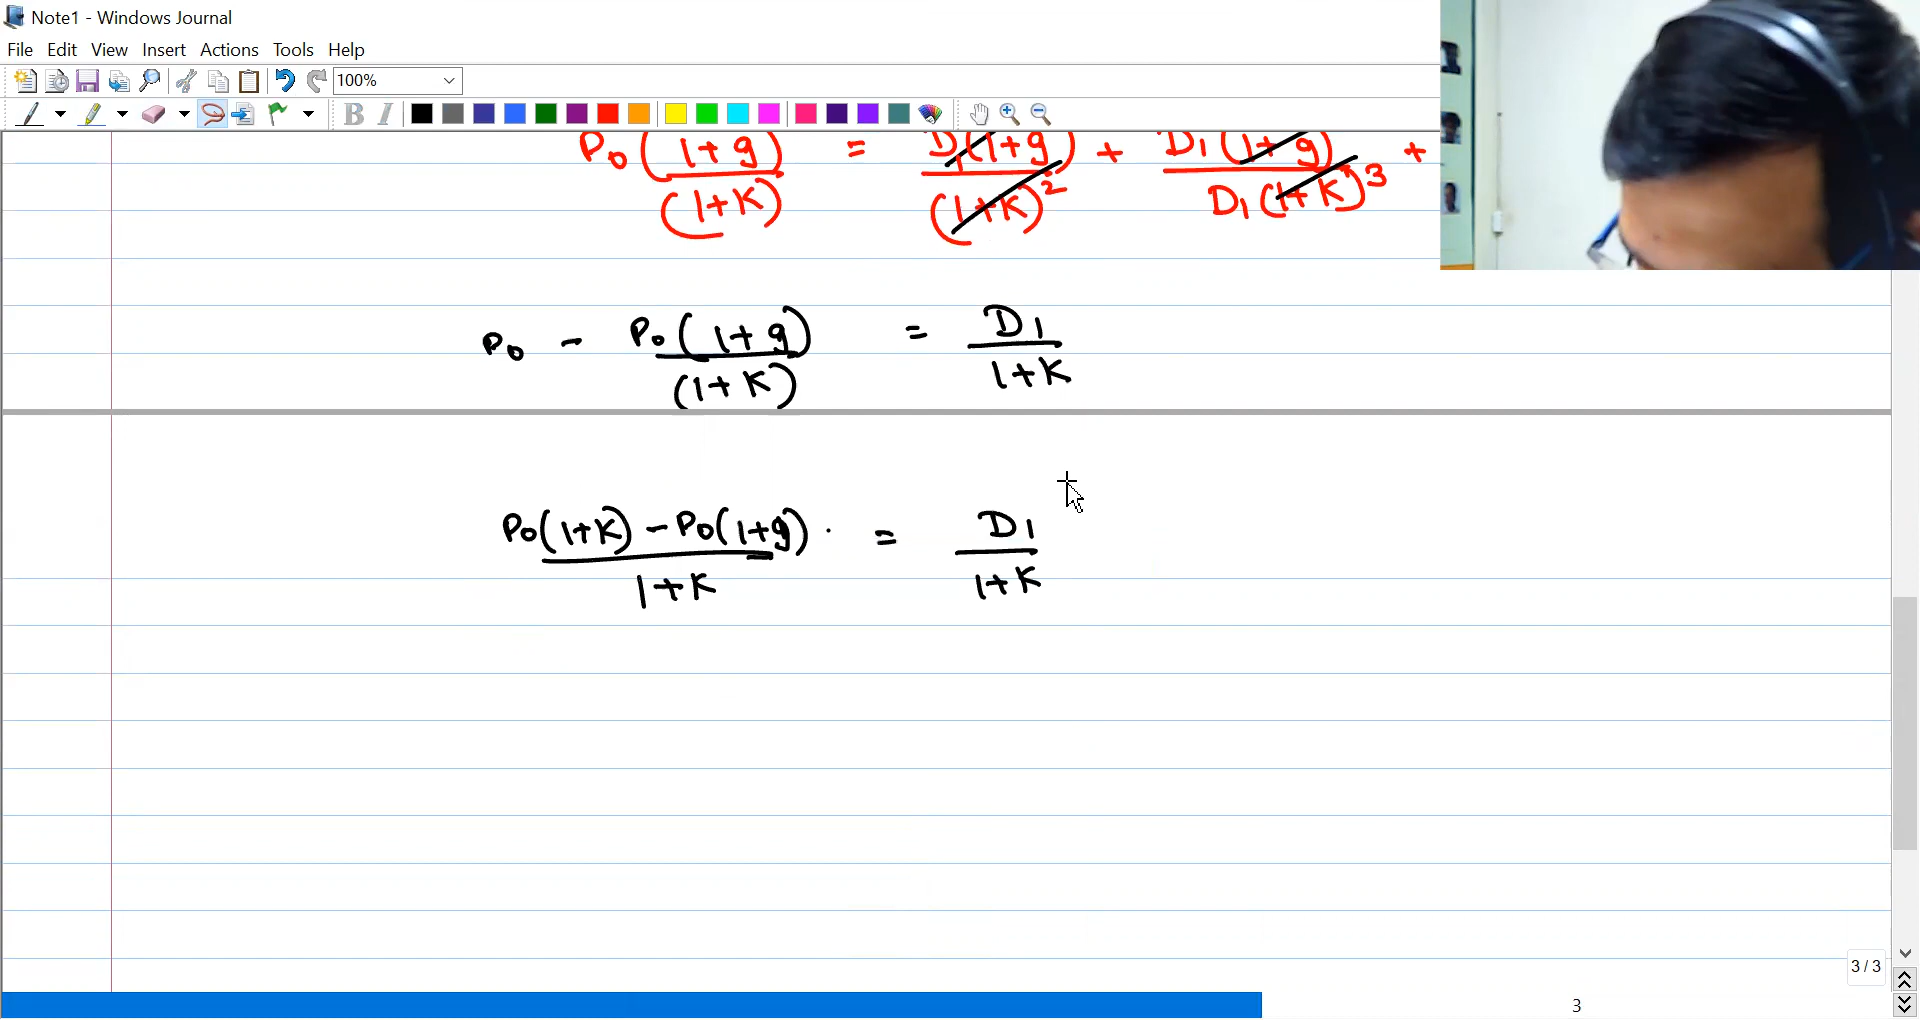 Note1 - Windows Journal
File Edit View Insert Actions Tools Help
100%
B I
P₀ (1+g)/(1+K) = D₁(1+g)/(1+K)² + D₁(1+g)/D₁(1+K)³ +
P₀ - P₀(1+g)/(1+K) = D₁/1+K
P₀(1+K) - P₀(1+g)/1+K = D₁/1+K
3 / 3
3